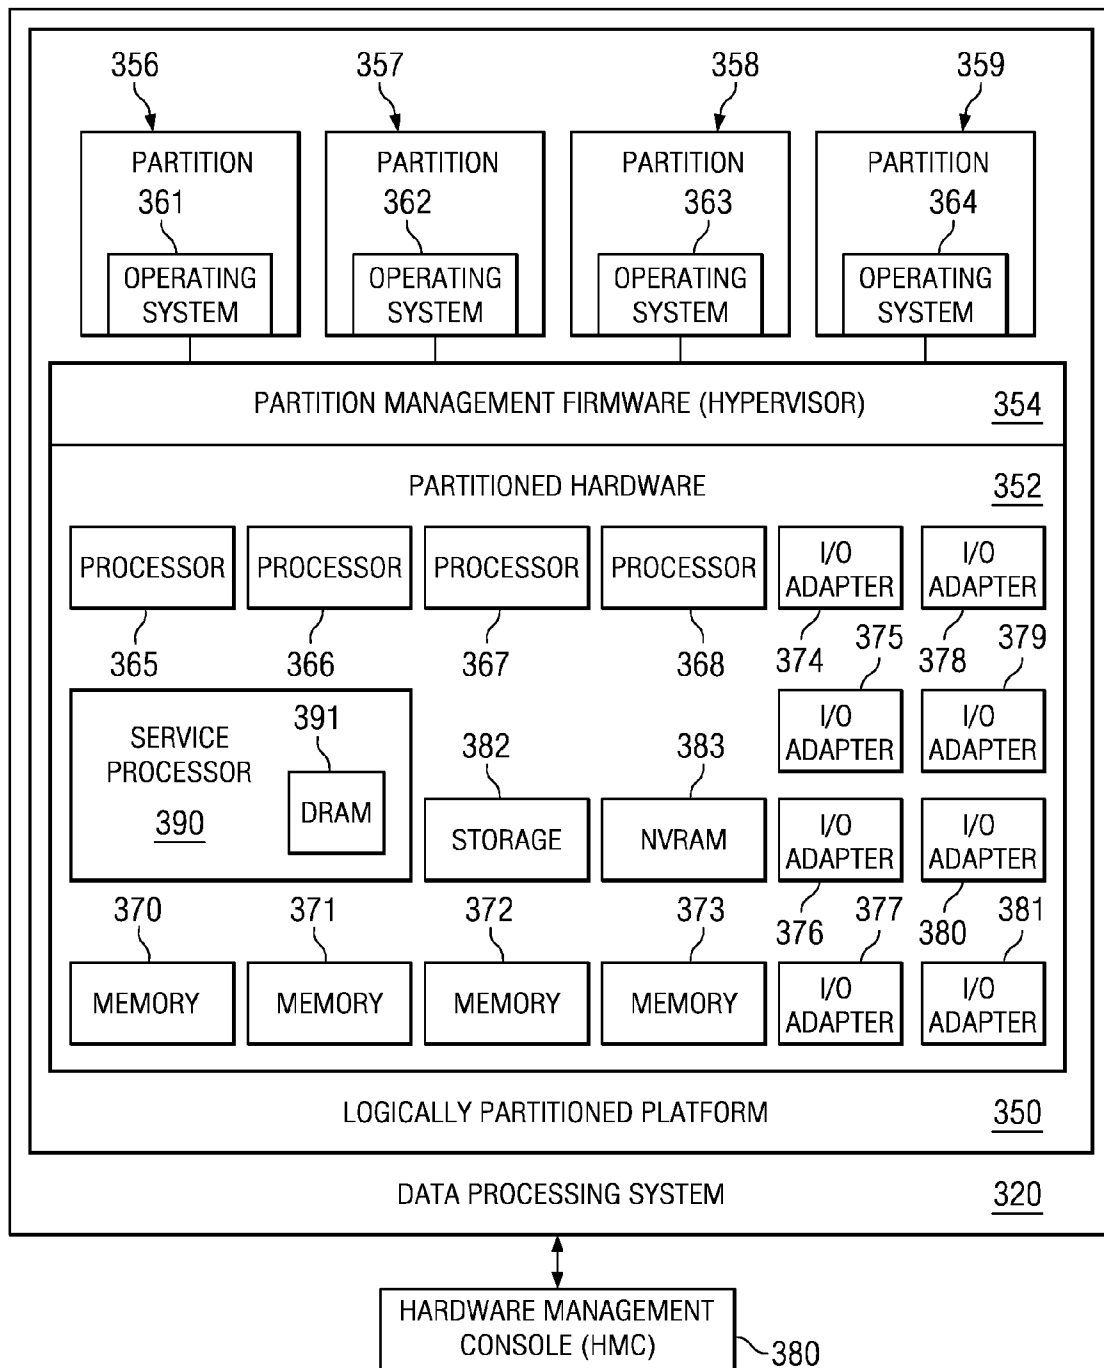 356 357 358 359
PARTITION PARTITION PARTITION PARTITION
361 362 363 364
OPERATING OPERATING OPERATING OPERATING
SYSTEM SYSTEM SYSTEM SYSTEM
PARTITION MANAGEMENT FIRMWARE (HYPERVISOR) 354
PARTITIONED HARDWARE 352
PROCESSOR PROCESSOR PROCESSOR PROCESSOR I/O ADAPTER I/O ADAPTER
365 366 367 368 374 375 378 379
SERVICE
PROCESSOR
390
391
DRAM
382
STORAGE
383
NVRAM
I/O ADAPTER I/O ADAPTER
I/O ADAPTER I/O ADAPTER
370 371 372 373 376 377 380 381
MEMORY MEMORY MEMORY MEMORY I/O ADAPTER I/O ADAPTER
LOGICALLY PARTITIONED PLATFORM 350
DATA PROCESSING SYSTEM 320
HARDWARE MANAGEMENT
CONSOLE (HMC) 380